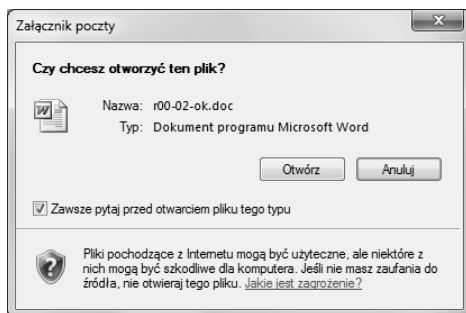 Załącznik poczty
Czy chcesz otworzyć ten plik?
Nazwa: r00-02-ok.doc
Typ: Dokument programu Microsoft Word
Otwórz Anuluj
Zawsze pytaj przed otwarciem pliku tego typu
Pliki pochodzące z Internetu mogą być użyteczne, ale niektóre z
nich mogą być szkodliwe dla komputera. Jeśli nie masz zaufania do
źródła, nie otwieraj tego pliku. Jakie jest zagrożenie?